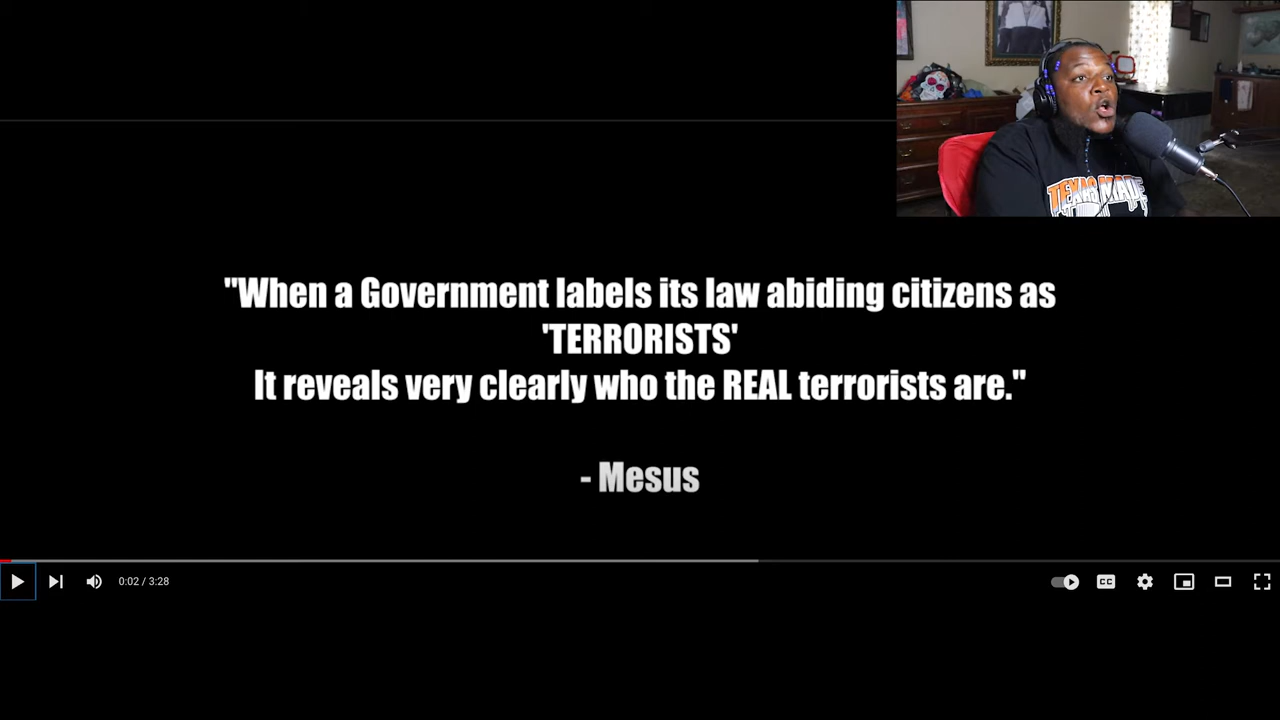 TEXAS MADE
"When a Government labels its law abiding citizens as
'TERRORISTS'
It reveals very clearly who the REAL terrorists are."
- Mesus
0:02 / 3:28
CC